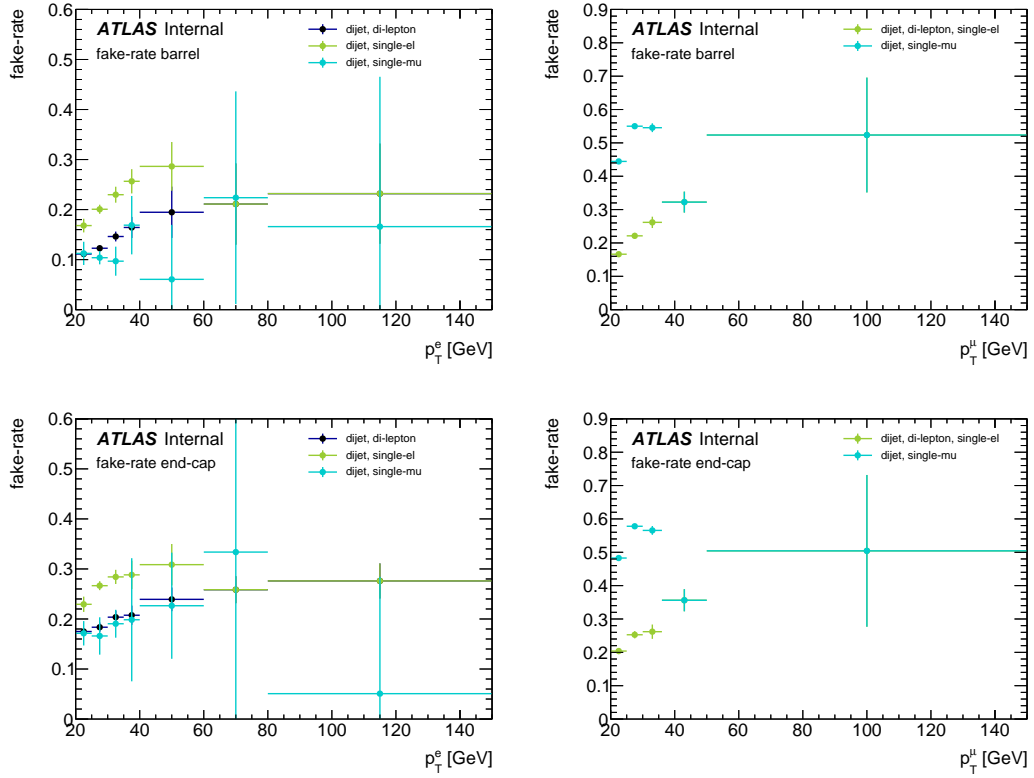 fake-rate
0.6
0.5
0.4
0.3
0.2
0.1
0
ATLAS Internal
fake-rate barrel
dijet, di-lepton
dijet, single-el
dijet, single-mu
20 40 60 80 100 120 140
p_T^e [GeV]
fake-rate
0.9
0.8
0.7
0.6
0.5
0.4
0.3
0.2
0.1
0
ATLAS Internal
fake-rate barrel
dijet, di-lepton, single-el
dijet, single-mu
20 40 60 80 100 120 140
p_T^μ [GeV]
fake-rate
0.6
0.5
0.4
0.3
0.2
0.1
0
ATLAS Internal
fake-rate end-cap
dijet, di-lepton
dijet, single-el
dijet, single-mu
20 40 60 80 100 120 140
p_T^e [GeV]
fake-rate
0.9
0.8
0.7
0.6
0.5
0.4
0.3
0.2
0.1
0
ATLAS Internal
fake-rate end-cap
dijet, di-lepton, single-el
dijet, single-mu
20 40 60 80 100 120 140
p_T^μ [GeV]